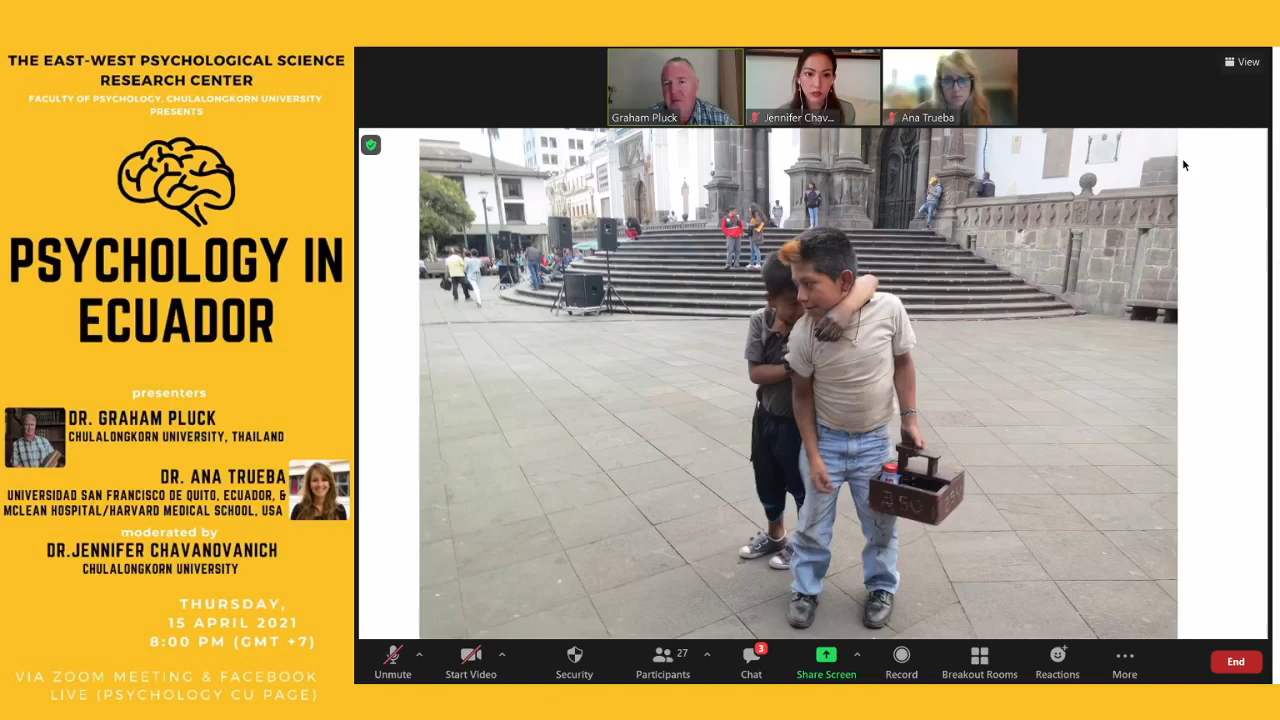 THE EAST-WEST PSYCHOLOGICAL SCIENCE
RESEARCH CENTER
FACULTY OF PSYCHOLOGY, CHULALONGKORN UNIVERSITY
PRESENTS
PSYCHOLOGY IN
ECUADOR
presenters
DR. GRAHAM PLUCK
CHULALONGKORN UNIVERSITY, THAILAND
DR. ANA TRUEBA
UNIVERSIDAD SAN FRANCISCO DE QUITO, ECUADOR, &
MCLEAN HOSPITAL/HARVARD MEDICAL SCHOOL, USA
moderated by
DR.JENNIFER CHAVANOVANICH
CHULALONGKORN UNIVERSITY
THURSDAY,
15 APRIL 2021
8:00 PM (GMT +7)
VIA ZOOM MEETING & FACEBOOK
LIVE (PSYCHOLOGY CU PAGE)
Graham Pluck
Jennifer Chav...
Ana Trueba
View
Unmute
Start Video
Security
27
Participants
3
Chat
Share Screen
Record
Breakout Rooms
Reactions
More
End